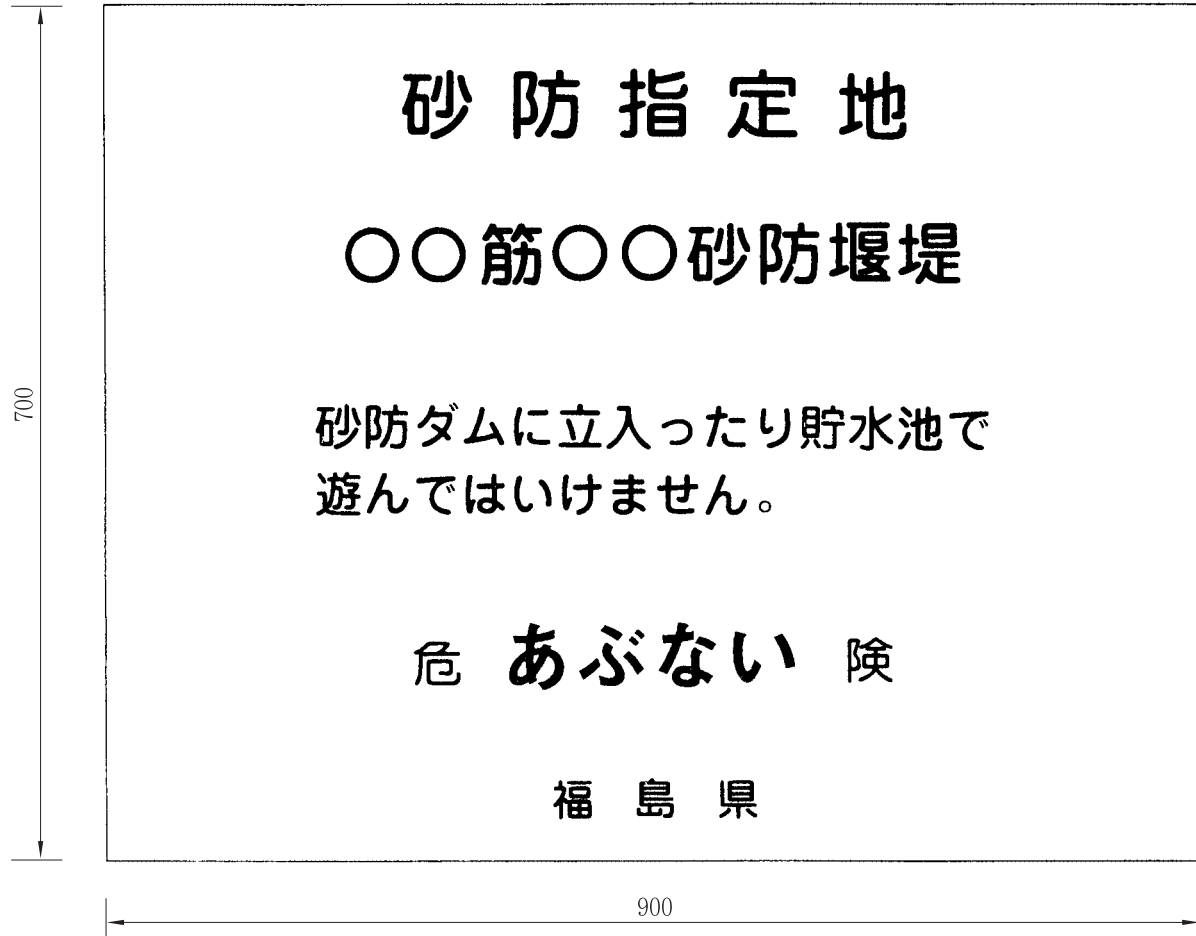 砂防指定地
○○筋○○砂防堰堤
700
砂防ダムに立入ったり貯水池で
遊んではいけません。
危 あぶない 険
福島県
900